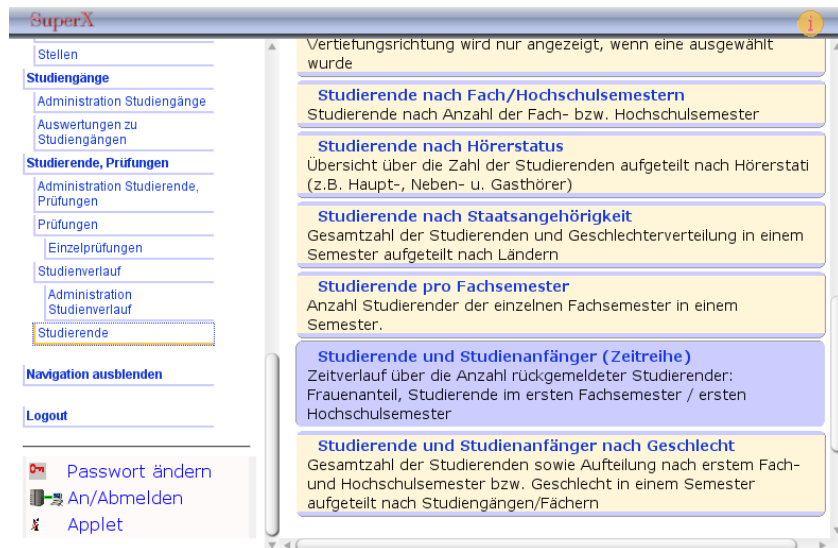 SuperX
i
Stellen
Studiengänge
Administration Studiengänge
Auswertungen zu
Studiengängen
Studierende, Prüfungen
Administration Studierende,
Prüfungen
Prüfungen
Einzelprüfungen
Studienverlauf
Administration
Studienverlauf
Studierende
Navigation ausblenden
Logout
Passwort ändern
An/Abmelden
Applet
Vertiefungsrichtung wird nur angezeigt, wenn eine ausgewählt
wurde
Studierende nach Fach/Hochschulsemestern
Studierende nach Anzahl der Fach- bzw. Hochschulsemester
Studierende nach Hörerstatus
Übersicht über die Zahl der Studierenden aufgeteilt nach Hörerstati
(z.B. Haupt-, Neben- u. Gasthörer)
Studierende nach Staatsangehörigkeit
Gesamtzahl der Studierenden und Geschlechterverteilung in einem
Semester aufgeteilt nach Ländern
Studierende pro Fachsemester
Anzahl Studierender der einzelnen Fachsemester in einem
Semester.
Studierende und Studienanfänger (Zeitreihe)
Zeitverlauf über die Anzahl rückgemeldeter Studierender:
Frauenanteil, Studierende im ersten Fachsemester / ersten
Hochschulsemester
Studierende und Studienanfänger nach Geschlecht
Gesamtzahl der Studierenden sowie Aufteilung nach erstem Fach-
und Hochschulsemester bzw. Geschlecht in einem Semester
aufgeteilt nach Studiengängen/Fächern